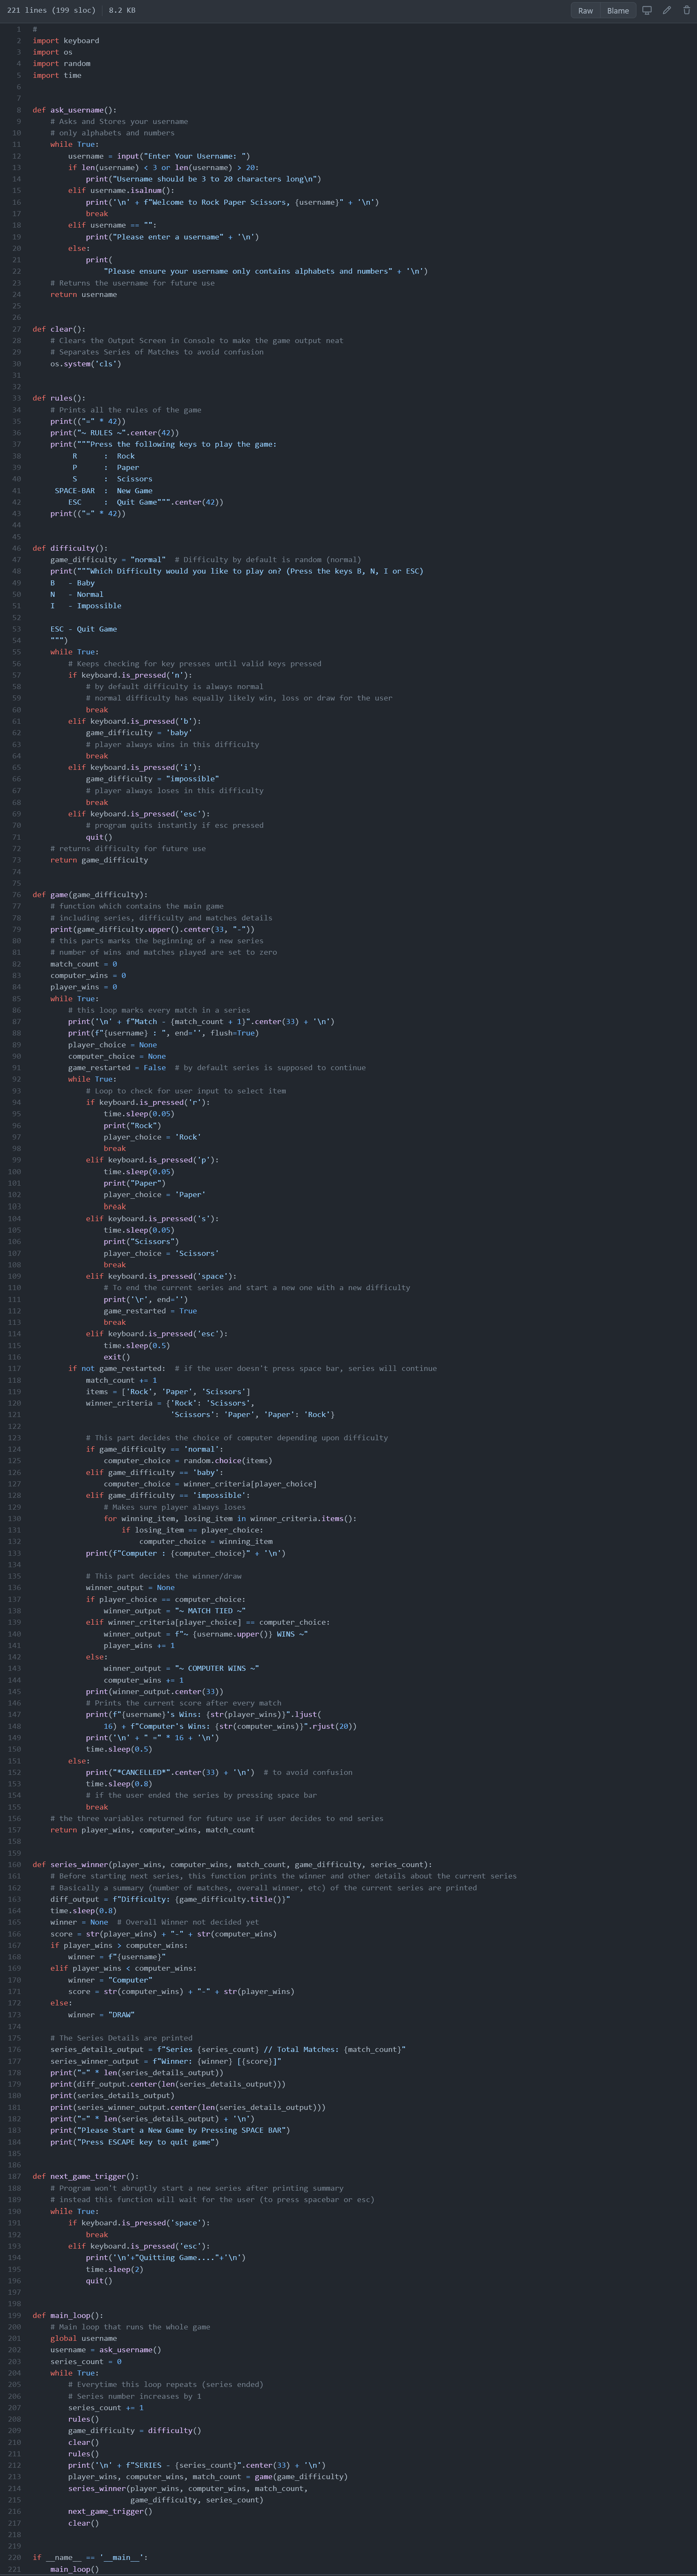 221 lines (199 sloc) 8.2 KB Raw Blame
1 #
2 import keyboard
3 import os
4 import random
5 import time
6
7
8 def ask_username():
9     # Asks and Stores your username
10     # only alphabets and numbers
11     while True:
12         username = input("Enter Your Username: ")
13         if len(username) < 3 or len(username) > 20:
14             print("Username should be 3 to 20 characters long\n")
15         elif username.isalnum():
16             print('\n' + f"Welcome to Rock Paper Scissors, {username}" + '\n')
17             break
18         elif username == "":
19             print("Please enter a username" + '\n')
20         else:
21             print(
22                 "Please ensure your username only contains alphabets and numbers" + '\n')
23     # Returns the username for future use
24     return username
25
26
27 def clear():
28     # Clears the Output Screen in Console to make the game output neat
29     # Separates Series of Matches to avoid confusion
30     os.system('cls')
31
32
33 def rules():
34     # Prints all the rules of the game
35     print(("=" * 42))
36     print("~ RULES ~".center(42))
37     print("""Press the following keys to play the game:
38          R      :  Rock
39          P      :  Paper
40          S      :  Scissors
41      SPACE-BAR  :  New Game
42         ESC     :  Quit Game""".center(42))
43     print(("=" * 42))
44
45
46 def difficulty():
47     game_difficulty = "normal"  # Difficulty by default is random (normal)
48     print("""Which Difficulty would you like to play on? (Press the keys B, N, I or ESC)
49     B   - Baby
50     N   - Normal
51     I   - Impossible
52
53     ESC - Quit Game
54     """)
55     while True:
56         # Keeps checking for key presses until valid keys pressed
57         if keyboard.is_pressed('n'):
58             # by default difficulty is always normal
59             # normal difficulty has equally likely win, loss or draw for the user
60             break
61         elif keyboard.is_pressed('b'):
62             game_difficulty = 'baby'
63             # player always wins in this difficulty
64             break
65         elif keyboard.is_pressed('i'):
66             game_difficulty = "impossible"
67             # player always loses in this difficulty
68             break
69         elif keyboard.is_pressed('esc'):
70             # program quits instantly if esc pressed
71             quit()
72     # returns difficulty for future use
73     return game_difficulty
74
75
76 def game(game_difficulty):
77     # function which contains the main game
78     # including series, difficulty and matches details
79     print(game_difficulty.upper().center(33, "-"))
80     # this parts marks the beginning of a new series
81     # number of wins and matches played are set to zero
82     match_count = 0
83     computer_wins = 0
84     player_wins = 0
85     while True:
86         # this loop marks every match in a series
87         print('\n' + f"Match - {match_count + 1}".center(33) + '\n')
88         print(f"{username} : ", end='', flush=True)
89         player_choice = None
90         computer_choice = None
91         game_restarted = False  # by default series is supposed to continue
92         while True:
93             # Loop to check for user input to select item
94             if keyboard.is_pressed('r'):
95                 time.sleep(0.05)
96                 print("Rock")
97                 player_choice = 'Rock'
98                 break
99             elif keyboard.is_pressed('p'):
100                 time.sleep(0.05)
101                 print("Paper")
102                 player_choice = 'Paper'
103                 break
104             elif keyboard.is_pressed('s'):
105                 time.sleep(0.05)
106                 print("Scissors")
107                 player_choice = 'Scissors'
108                 break
109             elif keyboard.is_pressed('space'):
110                 # To end the current series and start a new one with a new difficulty
111                 print('\r', end='')
112                 game_restarted = True
113                 break
114             elif keyboard.is_pressed('esc'):
115                 time.sleep(0.5)
116                 exit()
117         if not game_restarted:  # if the user doesn't press space bar, series will continue
118             match_count += 1
119             items = ['Rock', 'Paper', 'Scissors']
120             winner_criteria = {'Rock': 'Scissors',
121                                'Scissors': 'Paper', 'Paper': 'Rock'}
122
123             # This part decides the choice of computer depending upon difficulty
124             if game_difficulty == 'normal':
125                 computer_choice = random.choice(items)
126             elif game_difficulty == 'baby':
127                 computer_choice = winner_criteria[player_choice]
128             elif game_difficulty == 'impossible':
129                 # Makes sure player always loses
130                 for winning_item, losing_item in winner_criteria.items():
131                     if losing_item == player_choice:
132                         computer_choice = winning_item
133             print(f"Computer : {computer_choice}" + '\n')
134
135             # This part decides the winner/draw
136             winner_output = None
137             if player_choice == computer_choice:
138                 winner_output = "~ MATCH TIED ~"
139             elif winner_criteria[player_choice] == computer_choice:
140                 winner_output = f"~ {username.upper()} WINS ~"
141                 player_wins += 1
142             else:
143                 winner_output = "~ COMPUTER WINS ~"
144                 computer_wins += 1
145             print(winner_output.center(33))
146             # Prints the current score after every match
147             print(f"{username}'s Wins: {str(player_wins)}".ljust(
148                 16) + f"Computer's Wins: {str(computer_wins)}".rjust(20))
149             print('\n' + " =" * 16 + '\n')
150             time.sleep(0.5)
151         else:
152             print("*CANCELLED*".center(33) + '\n')  # to avoid confusion
153             time.sleep(0.8)
154             # if the user ended the series by pressing space bar
155             break
156     # the three variables returned for future use if user decides to end series
157     return player_wins, computer_wins, match_count
158
159
160 def series_winner(player_wins, computer_wins, match_count, game_difficulty, series_count):
161     # Before starting next series, this function prints the winner and other details about the current series
162     # Basically a summary (number of matches, overall winner, etc) of the current series are printed
163     diff_output = f"Difficulty: {game_difficulty.title()}"
164     time.sleep(0.8)
165     winner = None  # Overall Winner not decided yet
166     score = str(player_wins) + "-" + str(computer_wins)
167     if player_wins > computer_wins:
168         winner = f"{username}"
169     elif player_wins < computer_wins:
170         winner = "Computer"
171         score = str(computer_wins) + "-" + str(player_wins)
172     else:
173         winner = "DRAW"
174
175     # The Series Details are printed
176     series_details_output = f"Series {series_count} // Total Matches: {match_count}"
177     series_winner_output = f"Winner: {winner} [{score}]"
178     print("=" * len(series_details_output))
179     print(diff_output.center(len(series_details_output)))
180     print(series_details_output)
181     print(series_winner_output.center(len(series_details_output)))
182     print("=" * len(series_details_output) + '\n')
183     print("Please Start a New Game by Pressing SPACE BAR")
184     print("Press ESCAPE key to quit game")
185
186
187 def next_game_trigger():
188     # Program won't abruptly start a new series after printing summary
189     # instead this function will wait for the user (to press spacebar or esc)
190     while True:
191         if keyboard.is_pressed('space'):
192             break
193         elif keyboard.is_pressed('esc'):
194             print('\n'+"Quitting Game...."+'\n')
195             time.sleep(2)
196             quit()
197
198
199 def main_loop():
200     # Main loop that runs the whole game
201     global username
202     username = ask_username()
203     series_count = 0
204     while True:
205         # Everytime this loop repeats (series ended)
206         # Series number increases by 1
207         series_count += 1
208         rules()
209         game_difficulty = difficulty()
210         clear()
211         rules()
212         print('\n' + f"SERIES - {series_count}".center(33) + '\n')
213         player_wins, computer_wins, match_count = game(game_difficulty)
214         series_winner(player_wins, computer_wins, match_count,
215                       game_difficulty, series_count)
216         next_game_trigger()
217         clear()
218
219
220 if __name__ == '__main__':
221     main_loop()